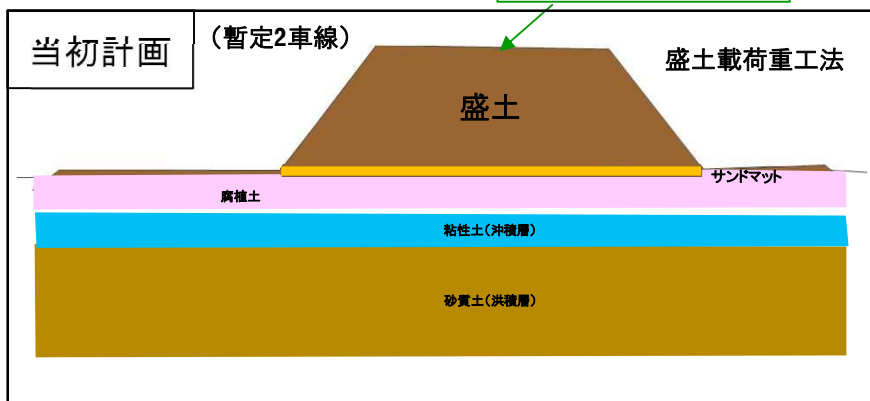 当初計画
(暫定2車線)
盛土載荷重工法
盛土
サンドマット
腐植土
粘性土(沖積層)
砂質土(洪積層)